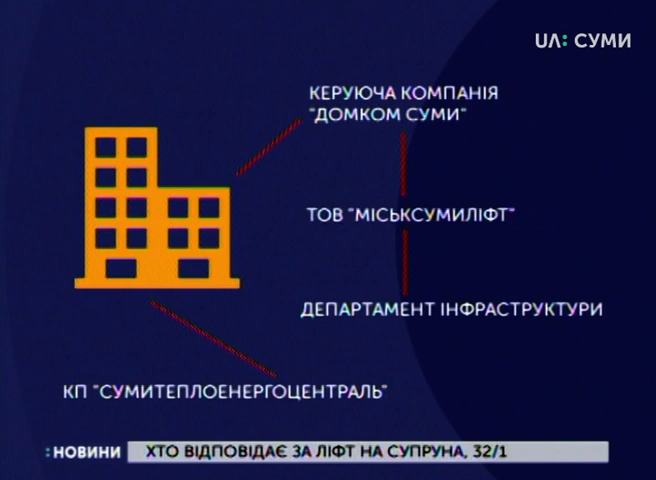 UA: СУМИ
КЕРУЮЧА КОМПАНІЯ
"ДОМКОМ СУМИ"
ТОВ "МІСЬКСУМИЛІФТ"
ДЕПАРТАМЕНТ ІНФРАСТРУКТУРИ
КП "СУМИТЕПЛОЕНЕРГОЦЕНТРАЛЬ"
:НОВИНИ
ХТО ВІДПОВІДАЄ ЗА ЛІФТ НА СУПРУНА, 32/1